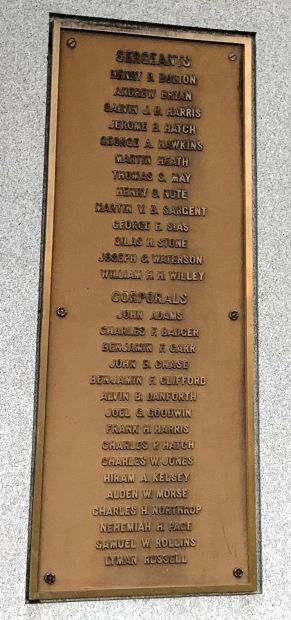 SERGEANTS
HENRY B. BOLTON
ANDREW BRYAN
CALVIN J. B. HARRIS
JEROME B. HATCH
GEORGE A. HAWKINS
MARTIN HEATH
THOMAS S. MAY
HENRY O. NUTE
MARTIN V. B. SARGENT
GEORGE E. SIAS
SILAS H. STONE
JOSEPH G. WATERSON
WILLIAM H. H. WILLEY
CORPORALS
JOHN ADAMS
CHARLES F. BADGER
BENJAMIN F. CARR
JOHN B. CHASE
BENJAMIN F. CLIFFORD
ALVIN B. DANFORTH
JOEL C. GOODWIN
FRANK H. HARRIS
CHARLES P. HATCH
CHARLES W. JONES
HIRAM A. KELSEY
ALDEN W. MORSE
CHARLES H. NORTHROP
NEHEMIAH H. PAGE
SAMUEL W. ROLLINS
LYMAN RUSSELL